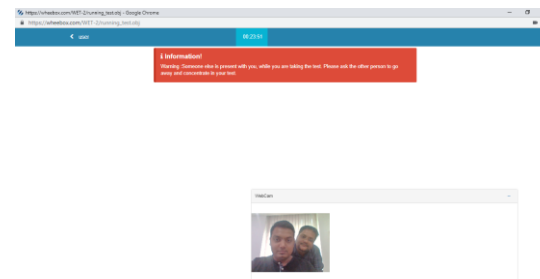 https://wheebox.com/WET-2/running_test.obj - Google Chrome
https://wheebox.com/WET-2/running_test.obj
user
00:23:51
i Information!
Warning: Someone else is present with you, while you are taking the test. Please ask the other person to go
away and concentrate in your test.
WebCam